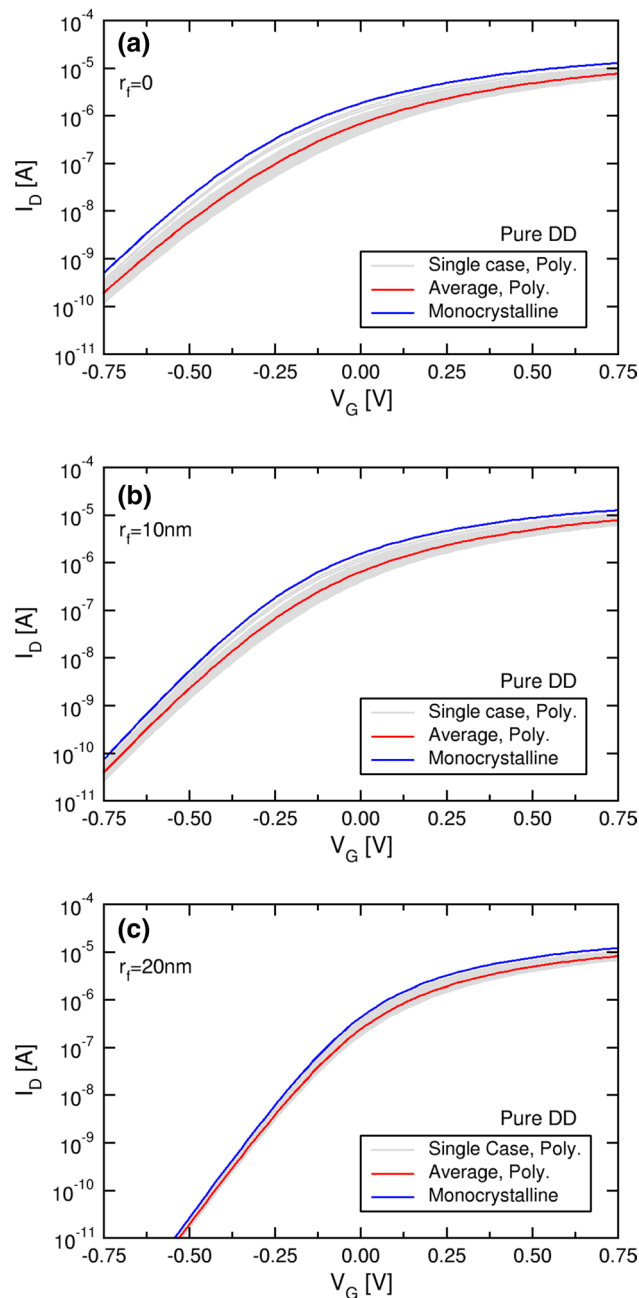 (a)
r_f=0
I_D [A]
10^-4
10^-5
10^-6
10^-7
10^-8
10^-9
10^-10
10^-11
Pure DD
Single case, Poly.
Average, Poly.
Monocrystalline
-0.75 -0.50 -0.25 0.00 0.25 0.50 0.75
V_G [V]
(b)
r_f=10nm
I_D [A]
10^-4
10^-5
10^-6
10^-7
10^-8
10^-9
10^-10
10^-11
Pure DD
Single case, Poly.
Average, Poly.
Monocrystalline
-0.75 -0.50 -0.25 0.00 0.25 0.50 0.75
V_G [V]
(c)
r_f=20nm
I_D [A]
10^-4
10^-5
10^-6
10^-7
10^-8
10^-9
10^-10
10^-11
Pure DD
Single Case, Poly.
Average, Poly.
Monocrystalline
-0.75 -0.50 -0.25 0.00 0.25 0.50 0.75
V_G [V]